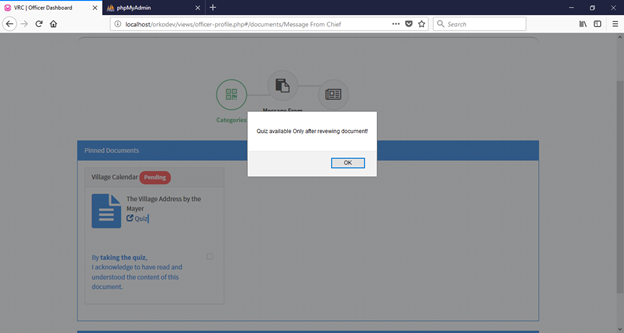 VRC | Officer Dashboard
phpMyAdmin
localhost/orkodev/views/officer-profile.php#/documents/Message From Chief
Search
Categories
Message From
Quiz available Only after revewing document!
OK
Pinned Documents
Village Calendar Pending
The Village Address by the
Mayor
Quiz
By taking the quiz,
I acknowledge to have read and
understood the content of this
document.